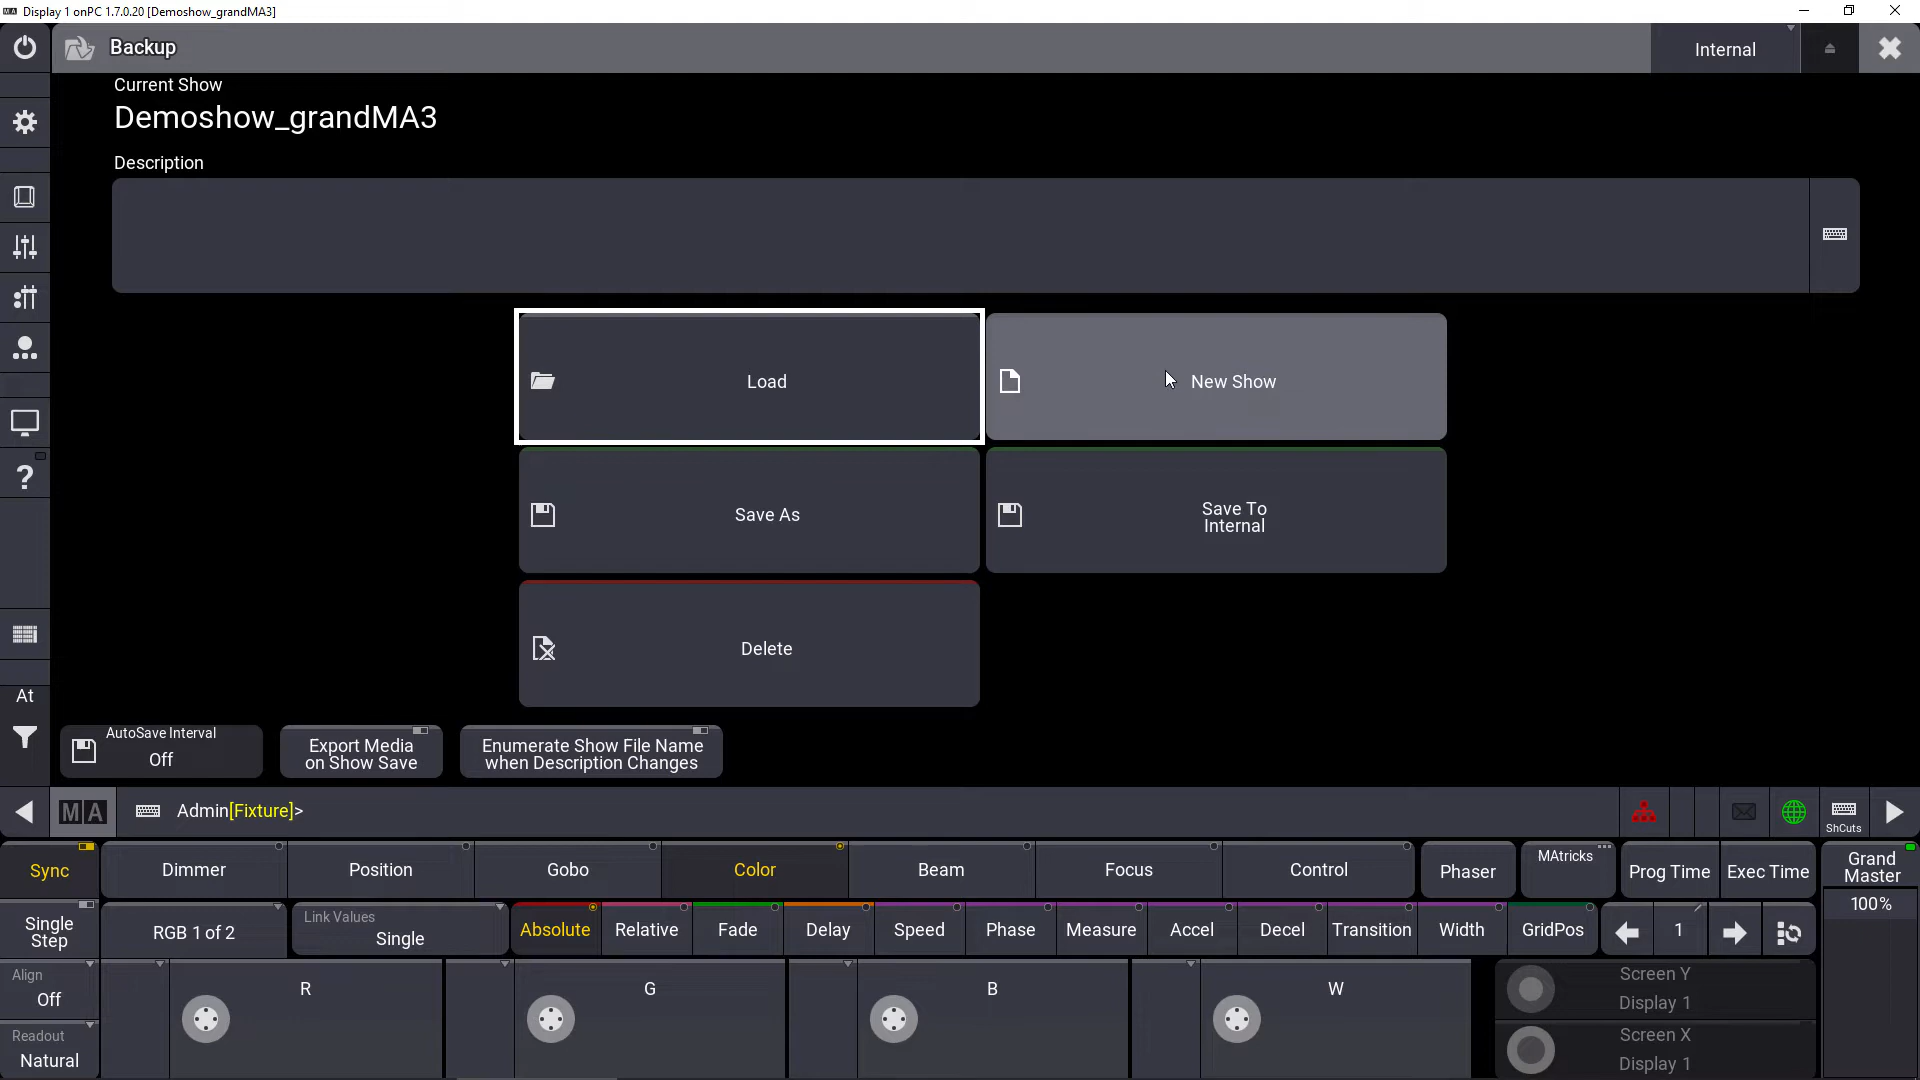 Display 1 onPC 1.7.0.20 [Demoshow_grandMA3]
Backup
Internal
Current Show
Demoshow_grandMA3
Description
Load
New Show
Save As
Save To
Internal
Delete
At
AutoSave Interval
Off
Export Media
on Show Save
Enumerate Show File Name
when Description Changes
MA
Admin[Fixture]>
ShCuts
Sync
Dimmer
Position
Gobo
Color
Beam
Focus
Control
Phaser
MAtricks
Prog Time
Exec Time
Grand
Master
100%
Single
Step
RGB 1 of 2
Link Values
Single
Absolute
Relative
Fade
Delay
Speed
Phase
Measure
Accel
Decel
Transition
Width
GridPos
1
Align
Off
R
G
B
W
Screen Y
Display 1
Readout
Natural
Screen X
Display 1